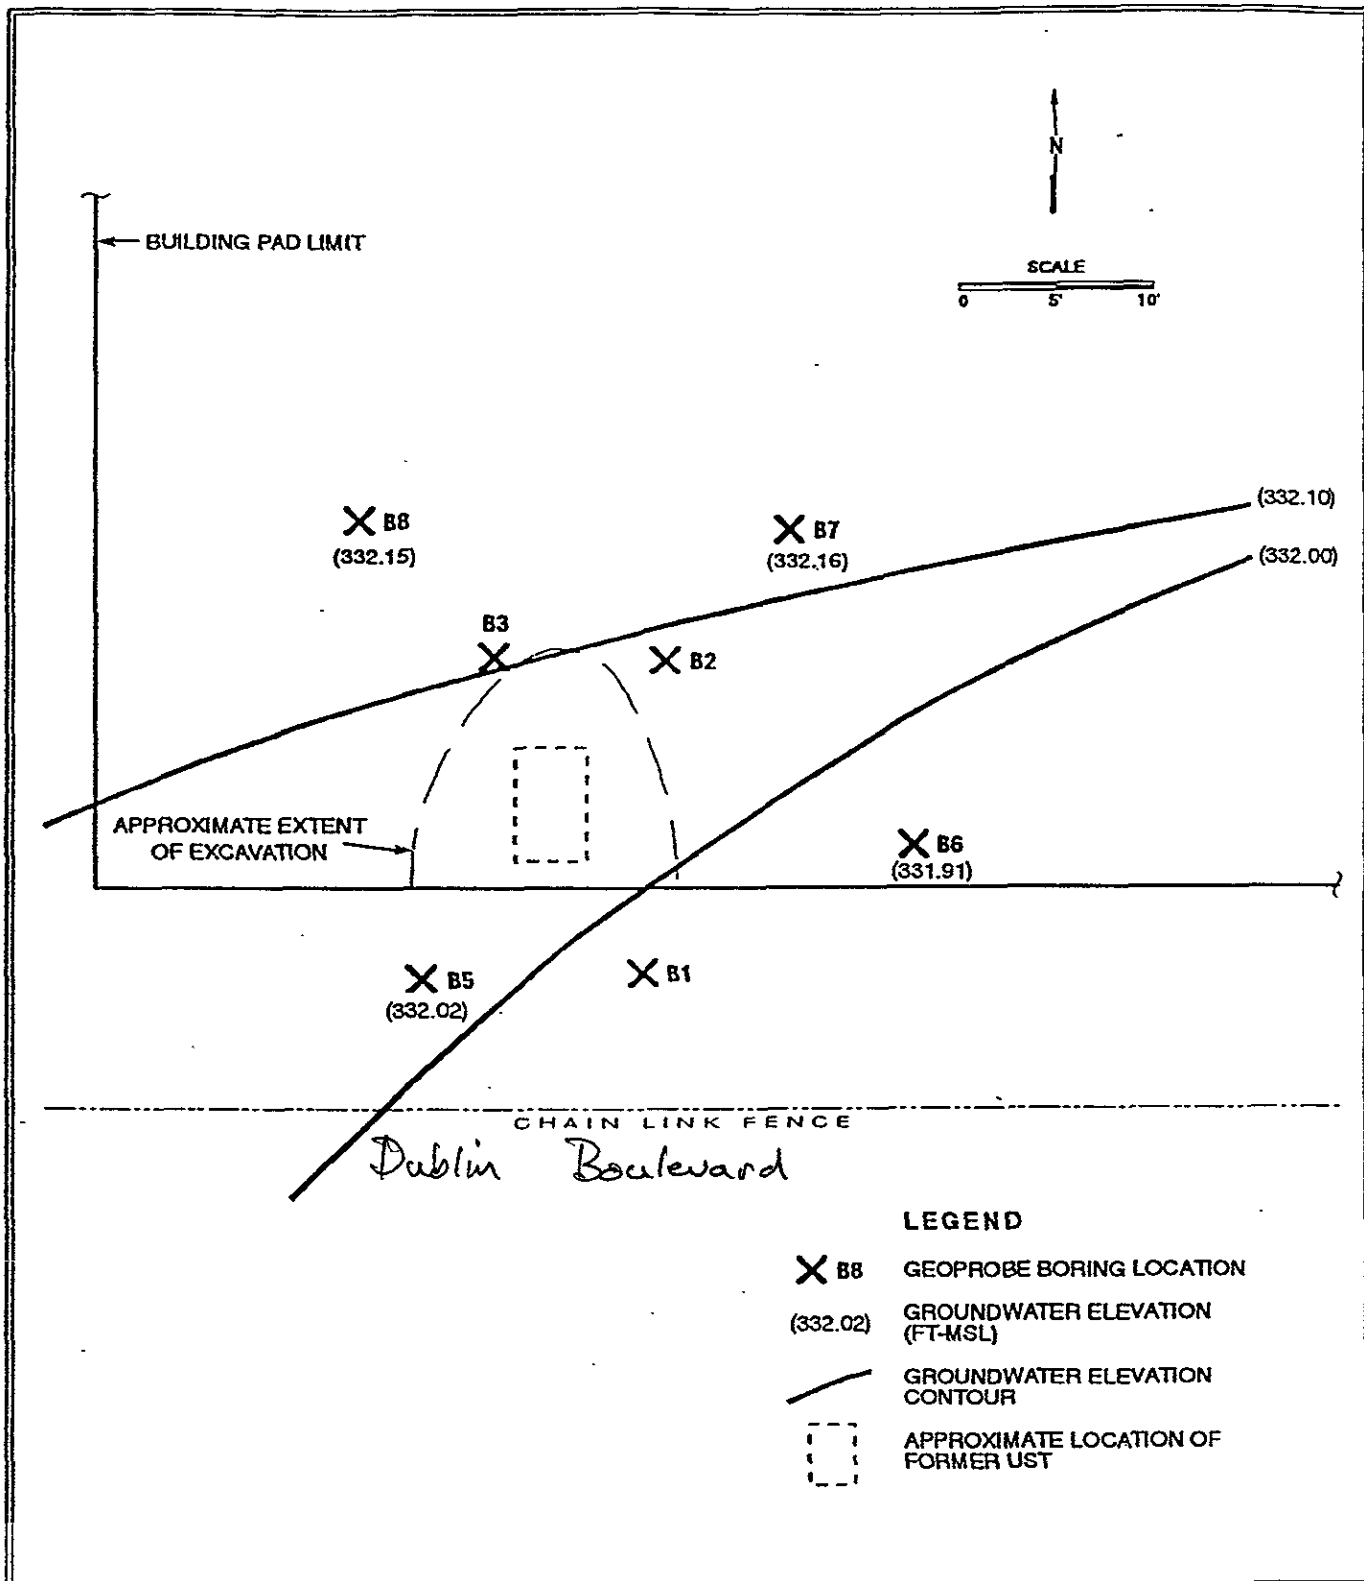 N
BUILDING PAD LIMIT
SCALE
0 5' 10'
(332.10)
B8
(332.15)
B7
(332.16)
(332.00)
B3
B2
APPROXIMATE EXTENT
OF EXCAVATION
B6
(331.91)
B5
(332.02)
B1
CHAIN LINK FENCE
Dublin Boulevard
LEGEND
B8 GEOPROBE BORING LOCATION
(332.02) GROUNDWATER ELEVATION
(FT-MSL)
GROUNDWATER ELEVATION
CONTOUR
APPROXIMATE LOCATION OF
FORMER UST